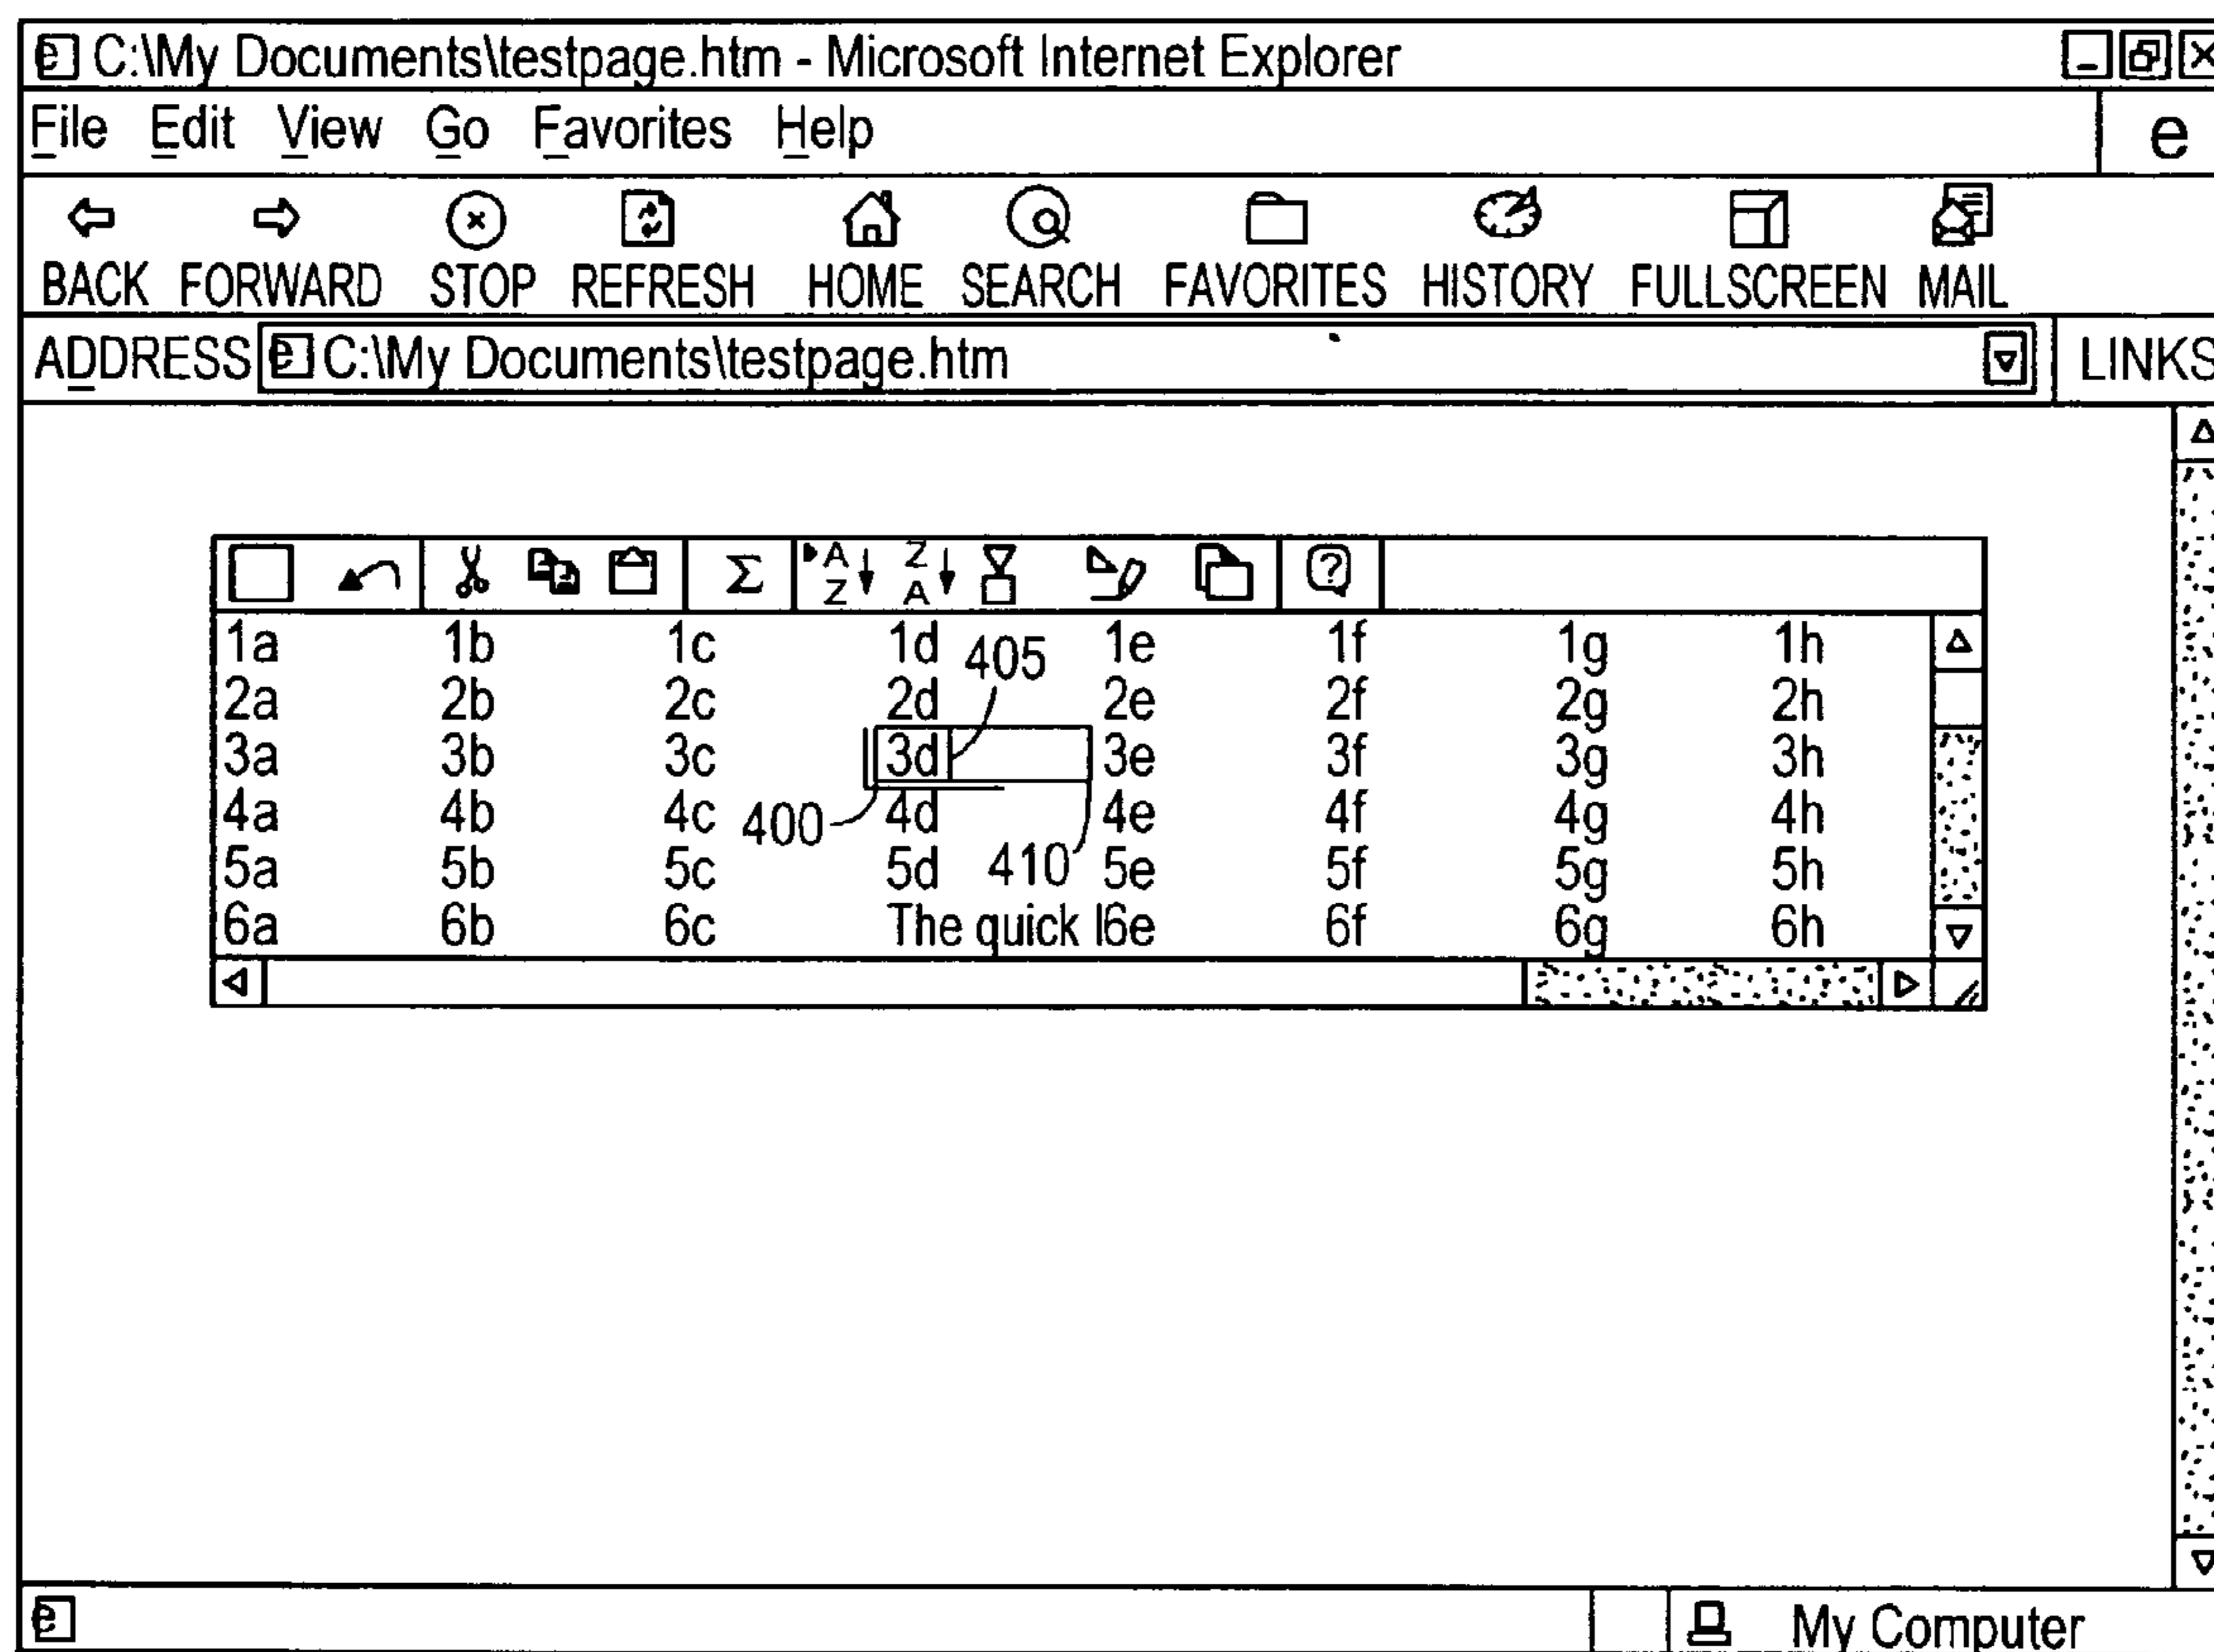 C:\My Documents\testpage.htm - Microsoft Internet Explorer
File Edit View Go Favorites Help e
BACK FORWARD STOP REFRESH HOME SEARCH FAVORITES HISTORY FULLSCREEN MAIL
ADDRESS C:\My Documents\testpage.htm LINKS
1a 1b 1c 1d 405 1e 1f 1g 1h
2a 2b 2c 2d 2e 2f 2g 2h
3a 3b 3c 3d 3e 3f 3g 3h
4a 4b 4c 400 4d 4e 4f 4g 4h
5a 5b 5c 5d 410 5e 5f 5g 5h
6a 6b 6c The quick l6e 6f 6g 6h
My Computer